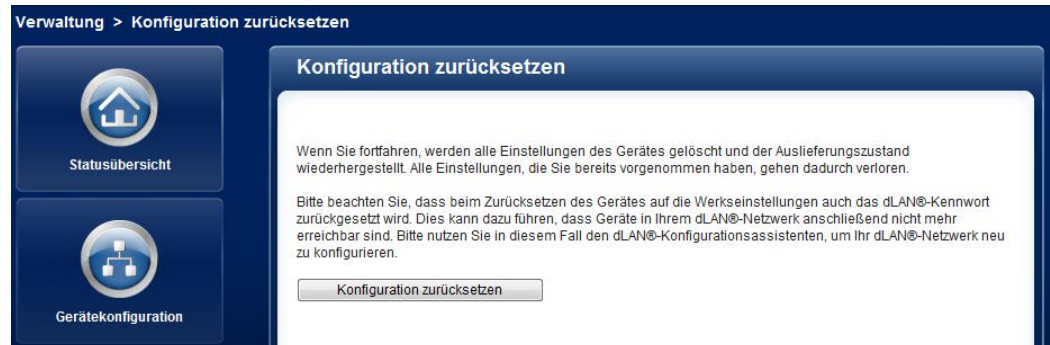 Verwaltung > Konfiguration zurücksetzen
Statusübersicht
Gerätekonfiguration
Konfiguration zurücksetzen
Wenn Sie fortfahren, werden alle Einstellungen des Gerätes gelöscht und der Auslieferungszustand
wiederhergestellt. Alle Einstellungen, die Sie bereits vorgenommen haben, gehen dadurch verloren.
Bitte beachten Sie, dass beim Zurücksetzen des Gerätes auf die Werkseinstellungen auch das dLAN®-Kennwort
zurückgesetzt wird. Dies kann dazu führen, dass Geräte in Ihrem dLAN®-Netzwerk anschließend nicht mehr
erreichbar sind. Bitte nutzen Sie in diesem Fall den dLAN®-Konfigurationsassistenten, um Ihr dLAN®-Netzwerk neu
zu konfigurieren.
Konfiguration zurücksetzen